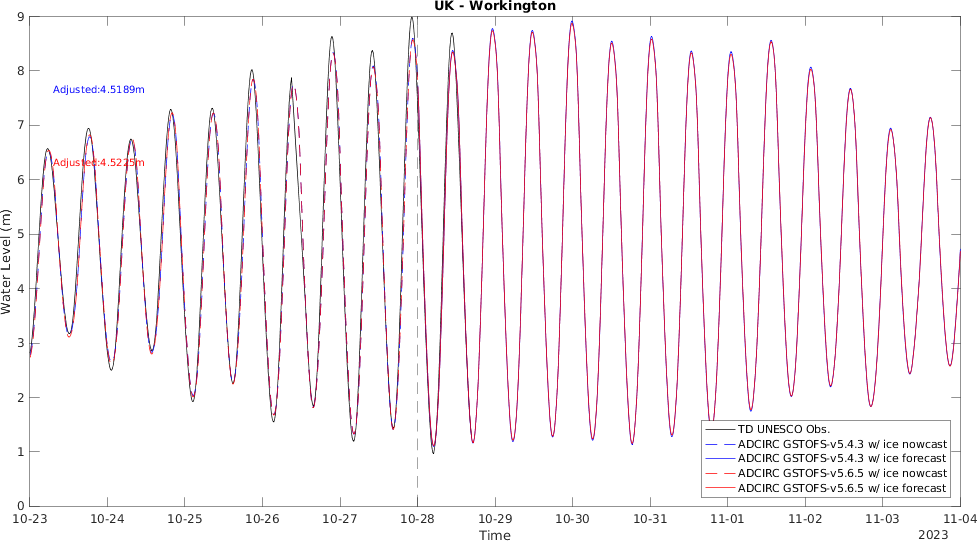 UK - Workington
9
8
7
6
5
4
3
2
1
0
Water Level (m)
Adjusted:4.5189m
Adjusted:4.5225m
TD UNESCO Obs.
ADCIRC GSTOFS-v5.4.3 w/ ice nowcast
ADCIRC GSTOFS-v5.4.3 w/ ice forecast
ADCIRC GSTOFS-v5.6.5 w/ ice nowcast
ADCIRC GSTOFS-v5.6.5 w/ ice forecast
10-23 10-24 10-25 10-26 10-27 10-28 10-29 10-30 10-31 11-01 11-02 11-03 11-04
Time
2023